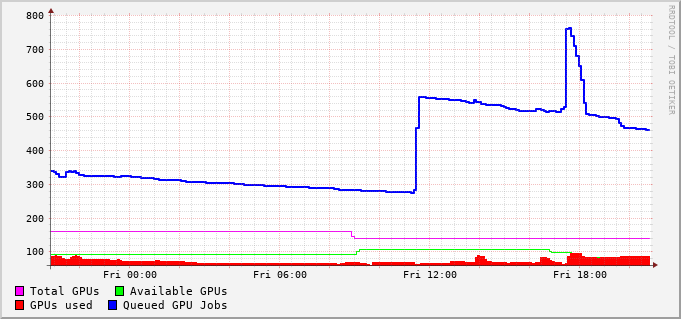 800
700
600
500
400
300
200
100
Fri 00:00 Fri 06:00 Fri 12:00 Fri 18:00
Total GPUs Available GPUs
GPUs used Queued GPU Jobs
RRDTOOL / TOBI OETIKER